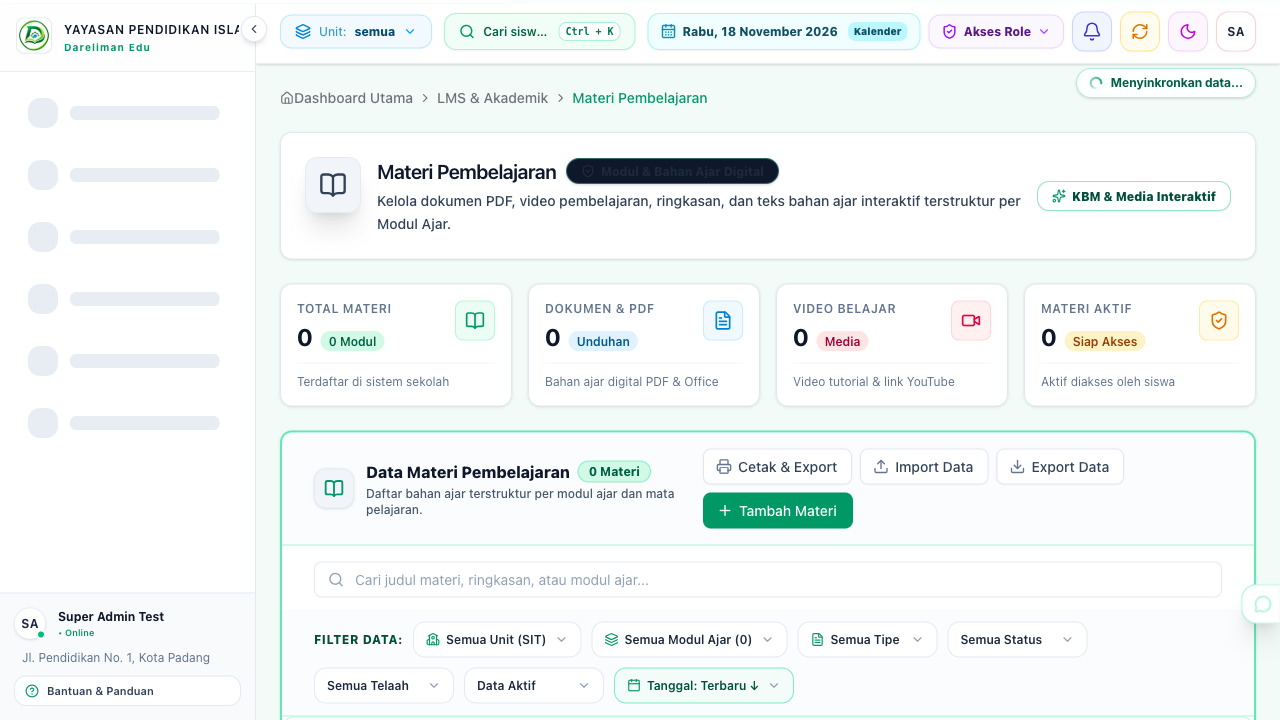 YAYASAN PENDIDIKAN ISLA
Dareliman Edu
Unit: semua
Cari sisw... Ctrl + K
Rabu, 18 November 2026 Kalender
Akses Role
SA
Menyinkronkan data...
Dashboard Utama > LMS & Akademik > Materi Pembelajaran
Materi Pembelajaran Modul & Bahan Ajar Digital
Kelola dokumen PDF, video pembelajaran, ringkasan, dan teks bahan ajar interaktif terstruktur per
Modul Ajar.
KBM & Media Interaktif
TOTAL MATERI
0 0 Modul
Terdaftar di sistem sekolah
DOKUMEN & PDF
0 Unduhan
Bahan ajar digital PDF & Office
VIDEO BELAJAR
0 Media
Video tutorial & link YouTube
MATERI AKTIF
0 Siap Akses
Aktif diakses oleh siswa
Data Materi Pembelajaran 0 Materi
Daftar bahan ajar terstruktur per modul ajar dan mata
pelajaran.
Cetak & Export
Import Data
Export Data
+ Tambah Materi
Cari judul materi, ringkasan, atau modul ajar...
FILTER DATA:
Semua Unit (SIT)
Semua Modul Ajar (0)
Semua Tipe
Semua Status
Semua Telaah
Data Aktif
Tanggal: Terbaru ↓
SA
Super Admin Test
• Online
Jl. Pendidikan No. 1, Kota Padang
Bantuan & Panduan